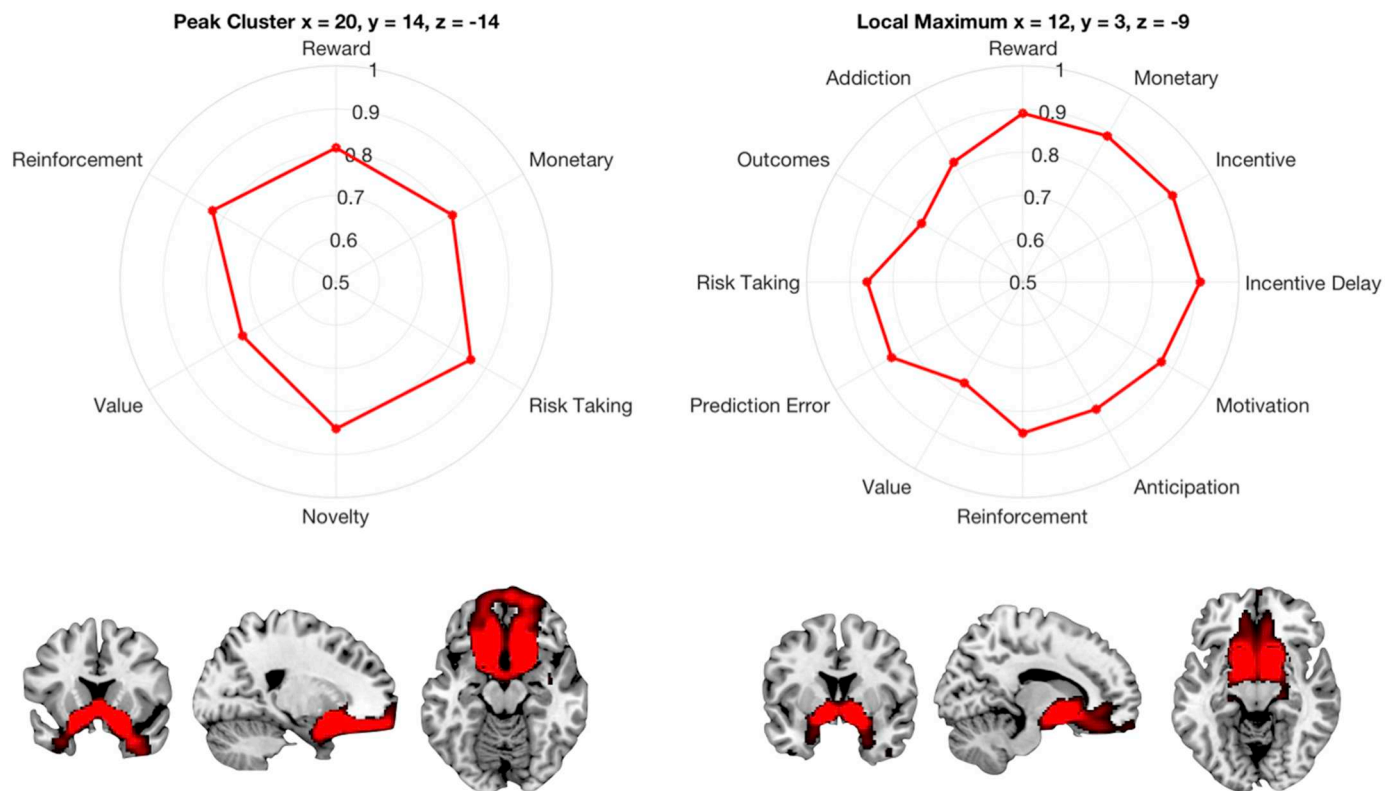 Peak Cluster x = 20, y = 14, z = -14
Reward
1
0.9
0.8
0.7
0.6
0.5
Monetary
Risk Taking
Novelty
Value
Reinforcement
Local Maximum x = 12, y = 3, z = -9
Reward
1
0.9
0.8
0.7
0.6
0.5
Monetary
Incentive
Incentive Delay
Motivation
Anticipation
Reinforcement
Value
Prediction Error
Risk Taking
Outcomes
Addiction